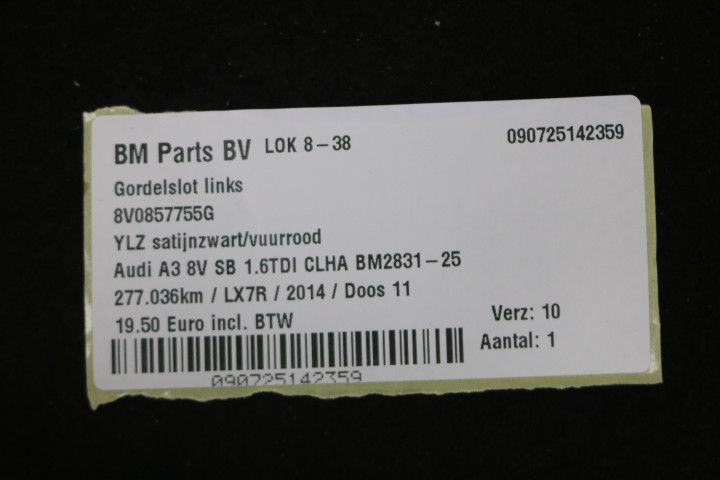 BM Parts BV LOK 8-38 090725142359
Gordelslot links
8V0857755G
YLZ satijnzwart/vuurrood
Audi A3 8V SB 1.6TDI CLHA BM2831-25
277.036km / LX7R / 2014 / Doos 11
19.50 Euro incl. BTW Verz: 10
Aantal: 1
090725142359